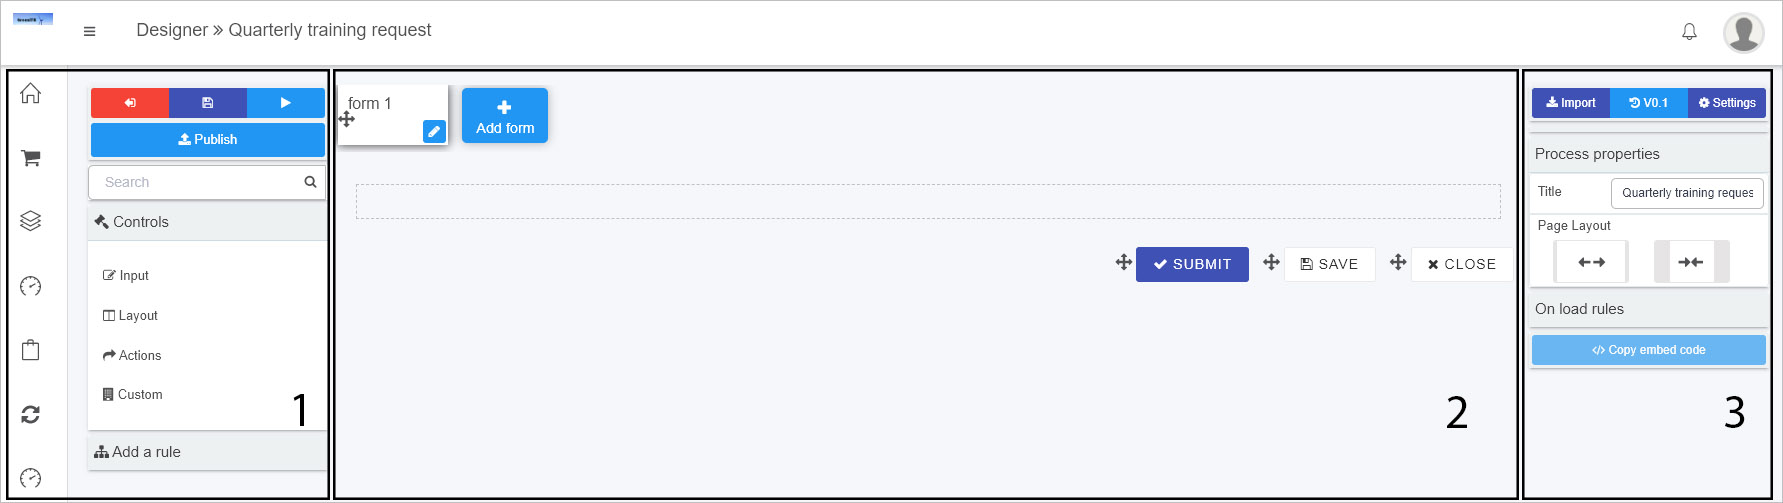 Designer » Quarterly training request
Publish
Search
Controls
Input
Layout
Actions
Custom
Add a rule
1
form 1
Add form
SUBMIT
SAVE
CLOSE
2
Import
V0.1
Settings
Process properties
Title
Quarterly training reques
Page Layout
On load rules
</> Copy embed code
3